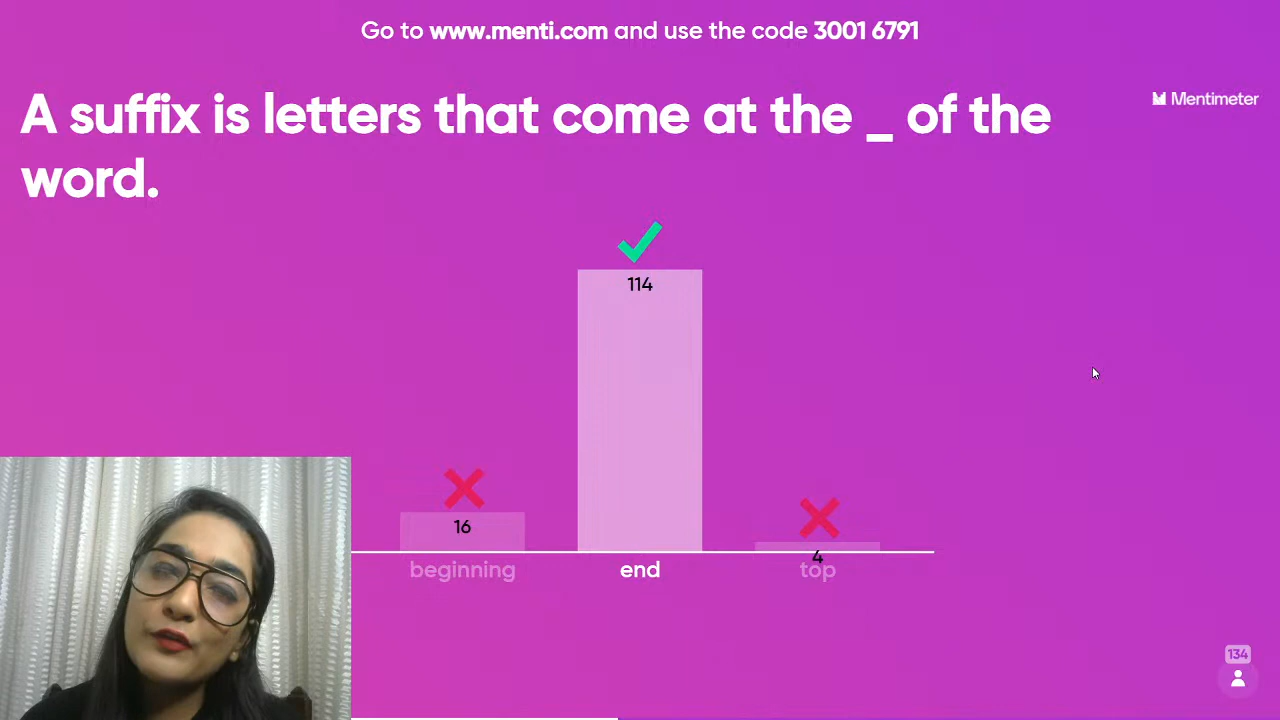 Go to www.menti.com and use the code 3001 6791
Mentimeter
A suffix is letters that come at the _ of the
word.
114
16
4
beginning
end
top
134